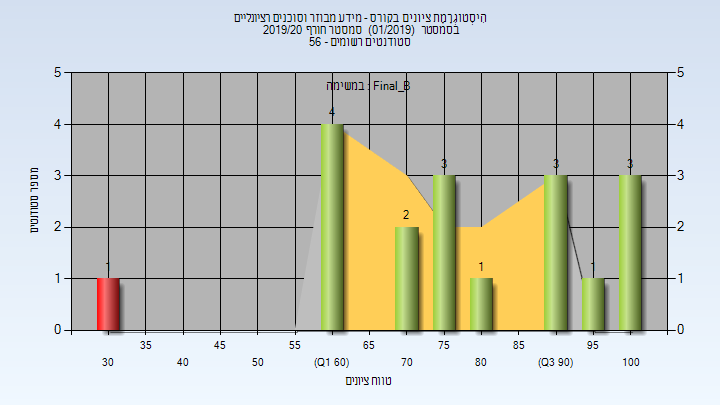 היסטוגרמת ציונים בקורס - מידע מבוזר וסוכנים רציונליים
בסמסטר (01/2019) סמסטר חורף 2019/20
סטודנטים רשומים - 56
במשימה : Final_B
מספר סטודנטים
5 5
4 4
3 3
2 2
1 1
0 0
1 4 2 3 1 3 1 3
35 45 55 65 75 85 95
30 40 50 (Q1 60) 70 80 (Q3 90) 100
טווח ציונים